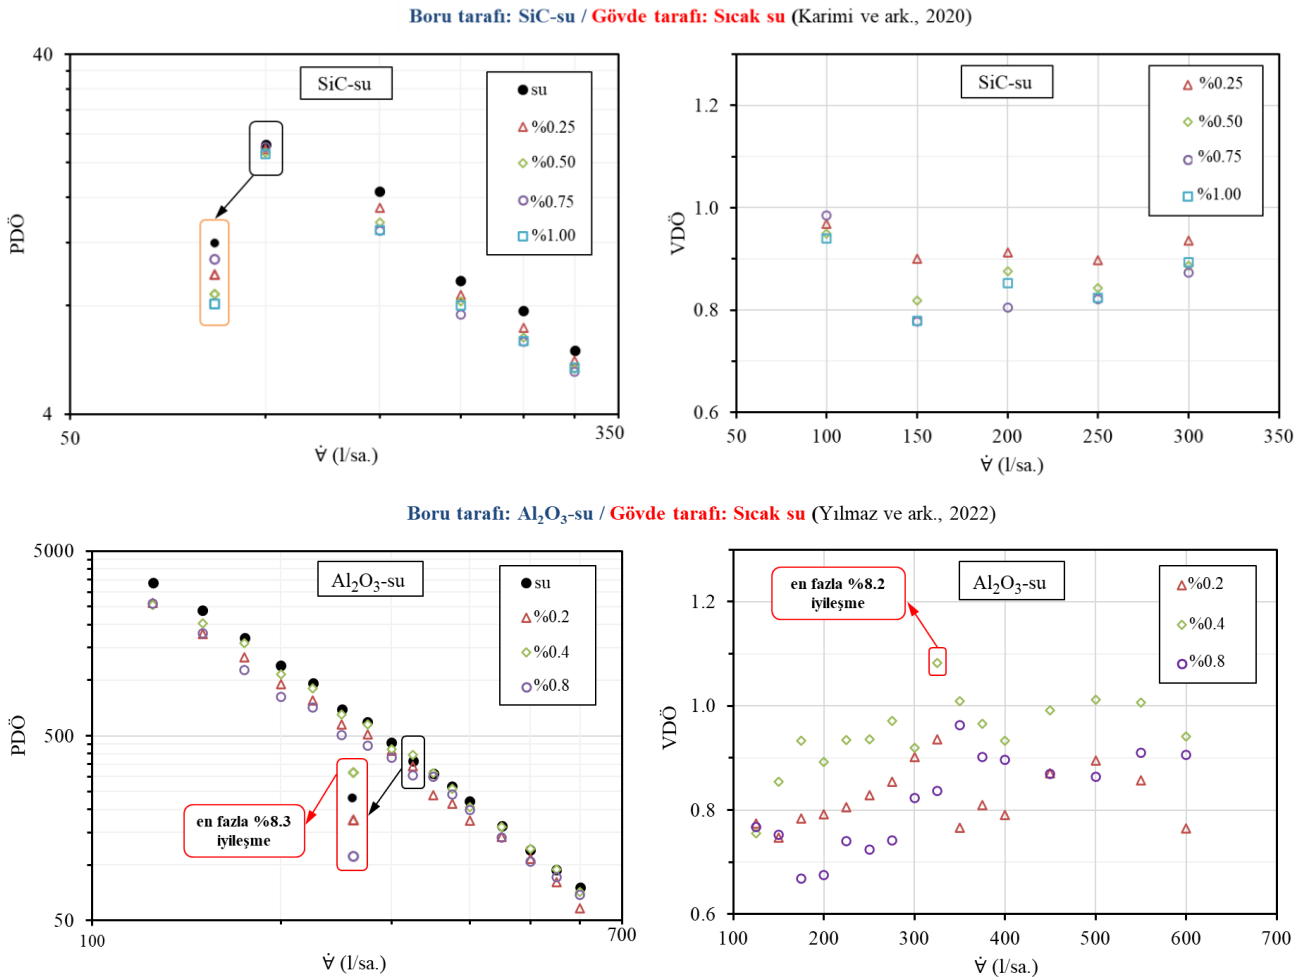 Boru tarafı: SiC-su / Gövde tarafı: Sıcak su (Karimi ve ark., 2020)
40
SiC-su
su
%0.25
%0.50
%0.75
%1.00
PDÖ
4
50
350
V̇ (l/sa.)
SiC-su
%0.25
%0.50
%0.75
%1.00
1.2
1.0
0.8
0.6
VDÖ
50 100 150 200 250 300 350
V̇ (l/sa.)
Boru tarafı: Al₂O₃-su / Gövde tarafı: Sıcak su (Yılmaz ve ark., 2022)
5000
Al₂O₃-su
su
%0.2
%0.4
%0.8
PDÖ
500
en fazla %8.3
iyileşme
50
100
700
V̇ (l/sa.)
en fazla %8.2
iyileşme
Al₂O₃-su
%0.2
%0.4
%0.8
1.2
1.0
0.8
0.6
VDÖ
100 200 300 400 500 600 700
V̇ (l/sa.)